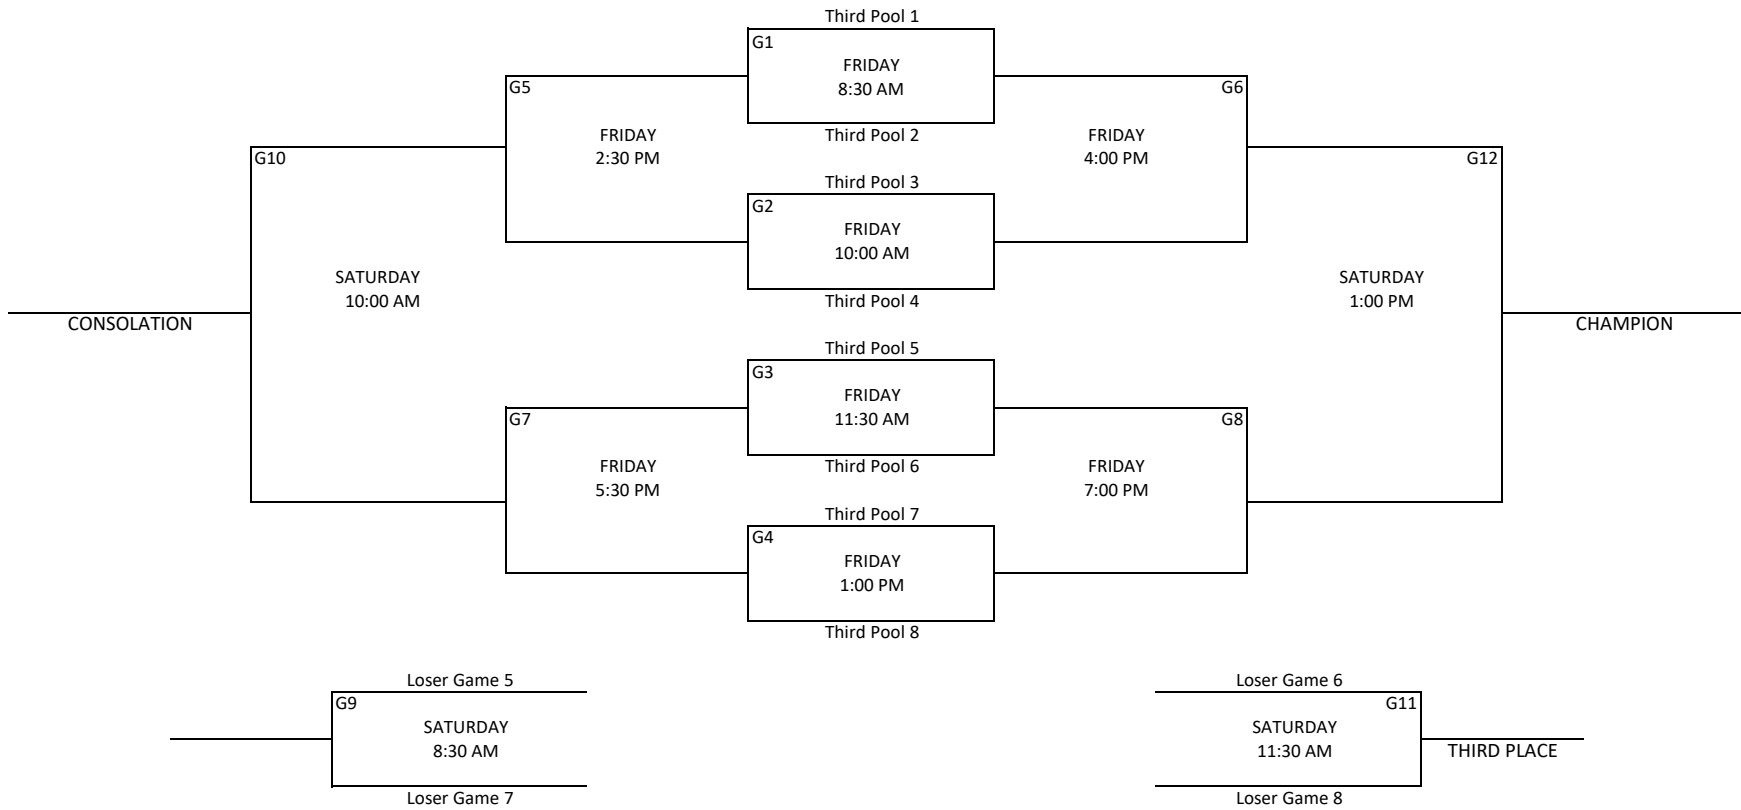 Third Pool 1
G1
FRIDAY
8:30 AM
G5
G6
Third Pool 2
FRIDAY
2:30 PM
FRIDAY
4:00 PM
G10
G12
Third Pool 3
G2
FRIDAY
10:00 AM
SATURDAY
10:00 AM
SATURDAY
1:00 PM
Third Pool 4
CONSOLATION
CHAMPION
Third Pool 5
G3
FRIDAY
11:30 AM
G7
G8
Third Pool 6
FRIDAY
5:30 PM
FRIDAY
7:00 PM
Third Pool 7
G4
FRIDAY
1:00 PM
Third Pool 8
Loser Game 5
G9
SATURDAY
8:30 AM
Loser Game 7
Loser Game 6
G11
SATURDAY
11:30 AM
THIRD PLACE
Loser Game 8